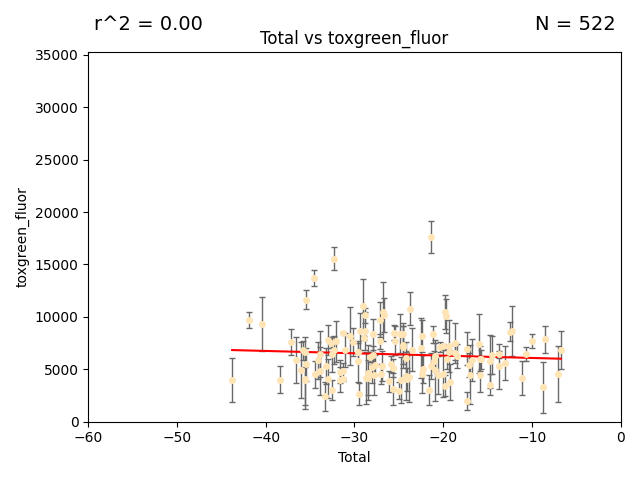 r^2 = 0.00
N = 522
Total vs toxgreen_fluor
35000
30000
25000
20000
15000
10000
5000
0
toxgreen_fluor
−60 −50 −40 −30 −20 −10 0
Total